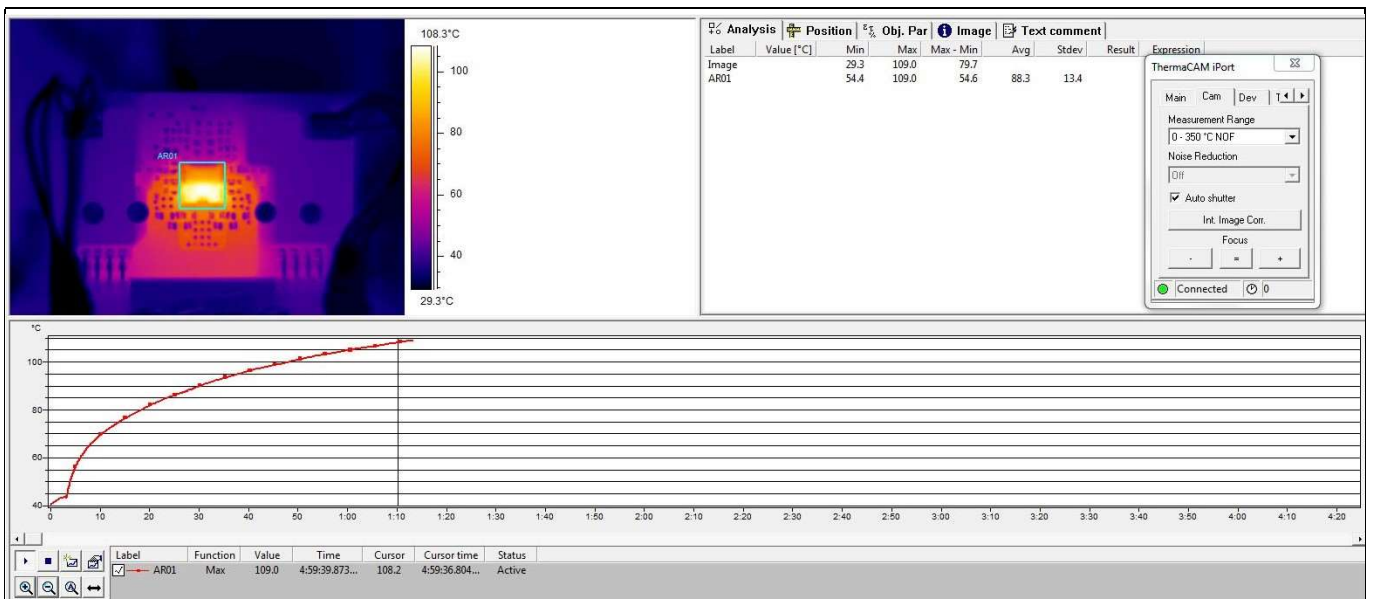 108.3°C
100
80
60
40
29.3°C
AR01
Analysis Position Obj. Par Image Text comment
Label Value [°C] Min Max Max - Min Avg Stdev Result Expression
Image 29.3 109.0 79.7
AR01 54.4 109.0 54.6 88.3 13.4
ThermaCAM iPort
Main Cam Dev T
Measurement Range
0 - 350 °C NOF
Noise Reduction
Off
Auto shutter
Int. Image Corr.
Focus
- = +
Connected 0
°C
100
80
60
40
0 10 20 30 40 50 1:00 1:10 1:20 1:30 1:40 1:50 2:00 2:10 2:20 2:30 2:40 2:50 3:00 3:10 3:20 3:30 3:40 3:50 4:00 4:10 4:20
Label Function Value Time Cursor Cursor time Status
AR01 Max 109.0 4:59:39.873... 108.2 4:59:36.804... Active